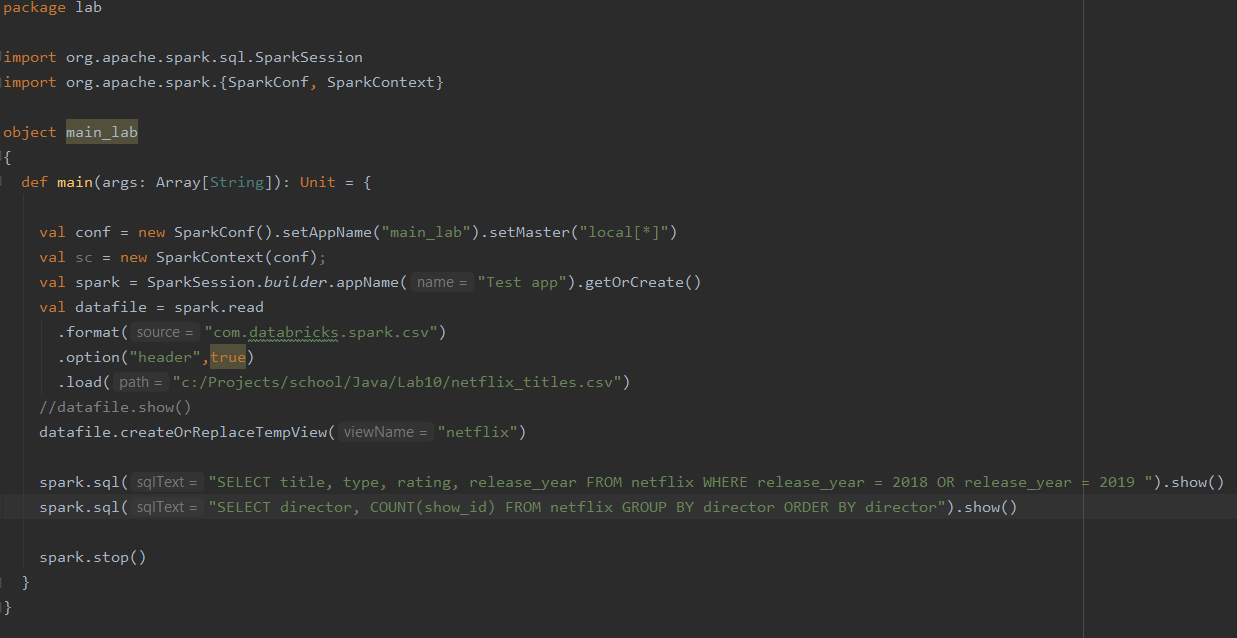 package lab
import org.apache.spark.sql.SparkSession
import org.apache.spark.{SparkConf, SparkContext}
object main_lab
{
def main(args: Array[String]): Unit = {
val conf = new SparkConf().setAppName("main_lab").setMaster("local[*]")
val sc = new SparkContext(conf);
val spark = SparkSession.builder.appName( name = "Test app").getOrCreate()
val datafile = spark.read
.format( source = "com.databricks.spark.csv")
.option("header",true)
.load( path = "c:/Projects/school/Java/Lab10/netflix_titles.csv")
//datafile.show()
datafile.createOrReplaceTempView( viewName = "netflix")
spark.sql( sqlText = "SELECT title, type, rating, release_year FROM netflix WHERE release_year = 2018 OR release_year = 2019 ").show()
spark.sql( sqlText = "SELECT director, COUNT(show_id) FROM netflix GROUP BY director ORDER BY director").show()
spark.stop()
}
}